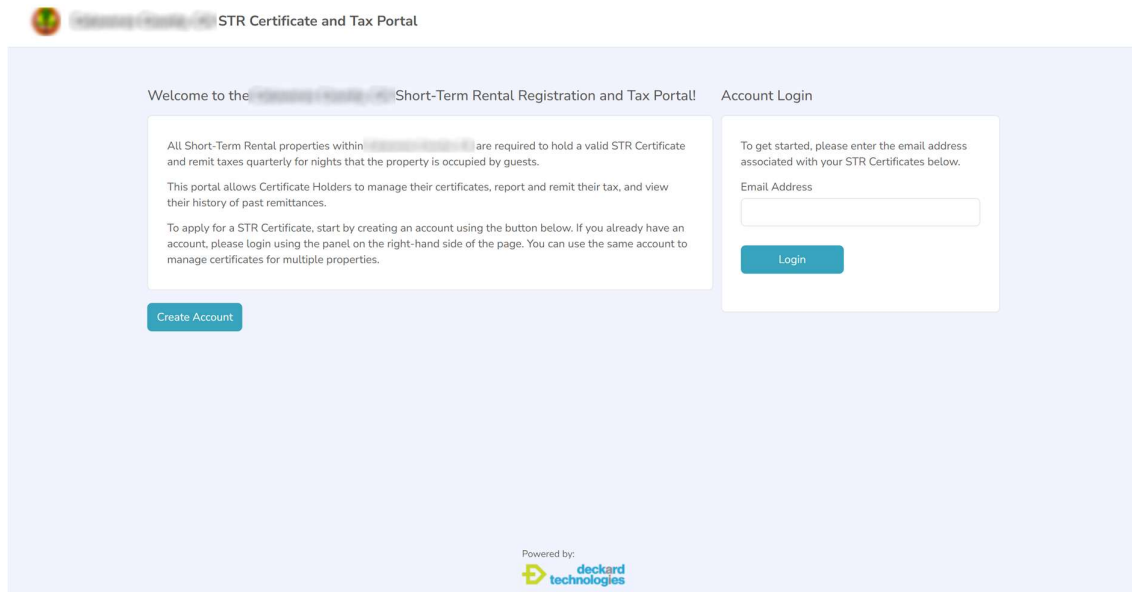 STR Certificate and Tax Portal
Welcome to the Short-Term Rental Registration and Tax Portal!
All Short-Term Rental properties within are required to hold a valid STR Certificate
and remit taxes quarterly for nights that the property is occupied by guests.
This portal allows Certificate Holders to manage their certificates, report and remit their tax, and view
their history of past remittances.
To apply for a STR Certificate, start by creating an account using the button below. If you already have an
account, please login using the panel on the right-hand side of the page. You can use the same account to
manage certificates for multiple properties.
Create Account
Account Login
To get started, please enter the email address
associated with your STR Certificates below.
Email Address
Login
Powered by:
deckard
technologies